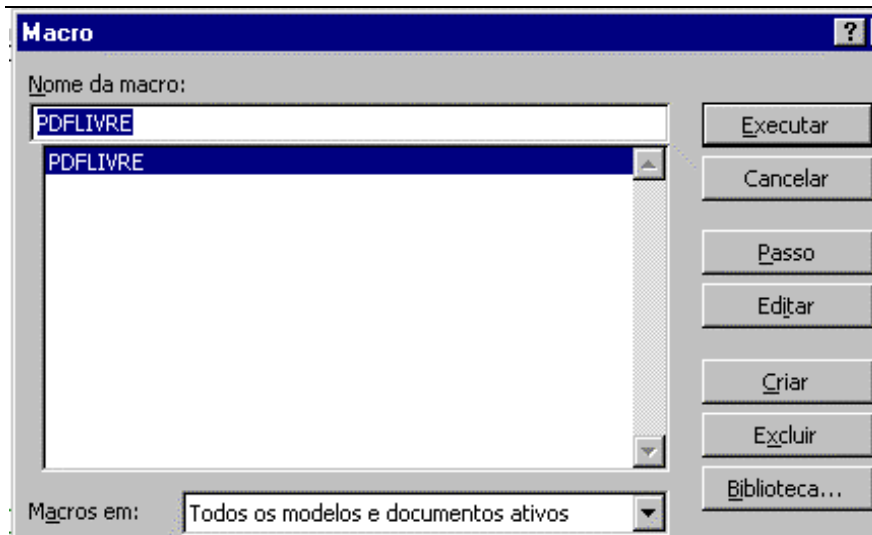 Macro ?
Nome da macro:
PDFLIVRE
PDFLIVRE
Executar
Cancelar
Passo
Editar
Criar
Excluir
Biblioteca...
Macros em: Todos os modelos e documentos ativos